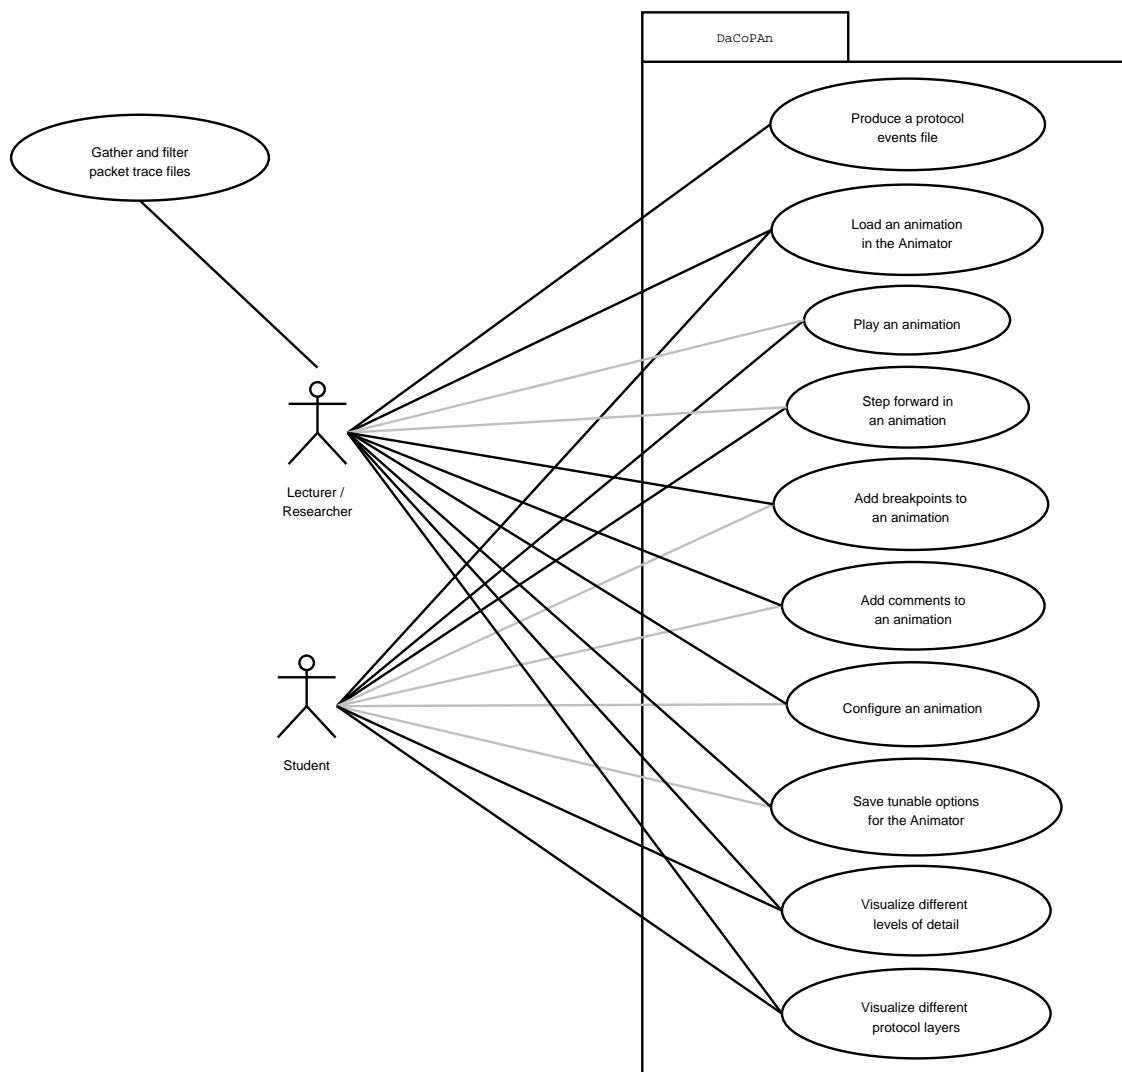 DaCoPAn
Produce a protocol
events file
Gather and filter
packet trace files
Load an animation
in the Animator
Play an animation
Step forward in
an animation
Lecturer /
Researcher
Add breakpoints to
an animation
Add comments to
an animation
Configure an animation
Student
Save tunable options
for the Animator
Visualize different
levels of detail
Visualize different
protocol layers